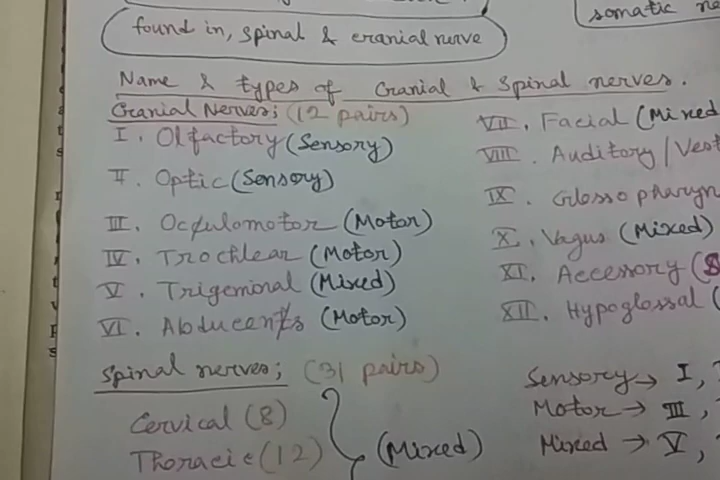 found in, spinal & cranial nerve
somatic
Name & types of Cranial & Spinal nerves.
Cranial Nerves; (12 pairs)
I. Olfactory (Sensory)
II. Optic (Sensory)
III. Occulomotor (Motor)
IV. Trochlear (Motor)
V. Trigeminal (Mixed)
VI. Abducents (Motor)
VII. Facial (Mixed
VIII. Auditory / Vest
IX. Glossopharyn
X. Vagus (Mixed)
XI. Accessory (
XII. Hypoglossal (
Spinal nerves; (31 pairs)
Cervical (8)
Thoracic (12)
(Mixed)
Sensory → I,
Motor → III,
Mixed → V,